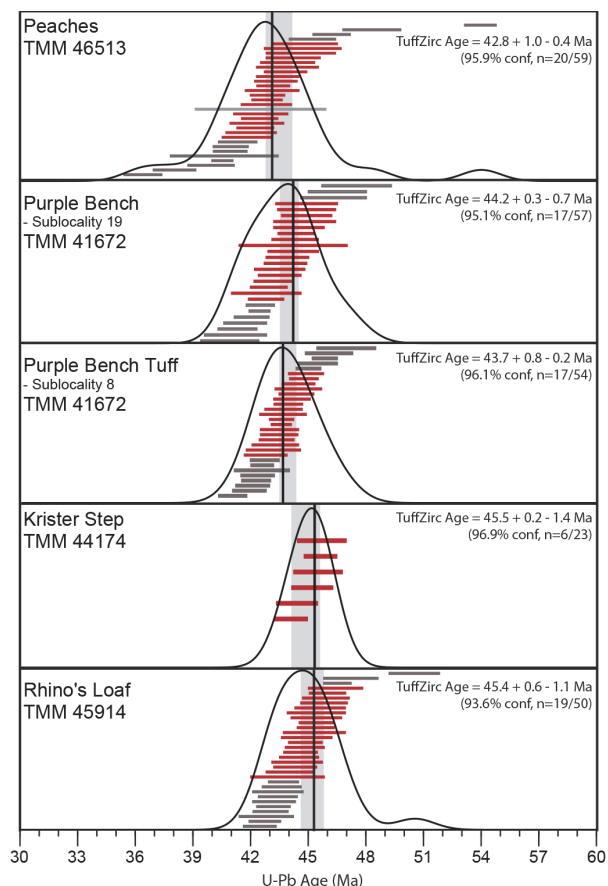 Peaches
TMM 46513
TuffZirc Age = 42.8 + 1.0 - 0.4 Ma
(95.9% conf, n=20/59)
Purple Bench
- Sublocality 19
TMM 41672
TuffZirc Age = 44.2 + 0.3 - 0.7 Ma
(95.1% conf, n=17/57)
Purple Bench Tuff
- Sublocality 8
TMM 41672
TuffZirc Age = 43.7 + 0.8 - 0.2 Ma
(96.1% conf, n=17/54)
Krister Step
TMM 44174
TuffZirc Age = 45.5 + 0.2 - 1.4 Ma
(96.9% conf, n=6/23)
Rhino's Loaf
TMM 45914
TuffZirc Age = 45.4 + 0.6 - 1.1 Ma
(93.6% conf, n=19/50)
30 33 36 39 42 45 48 51 54 57 60
U-Pb Age (Ma)